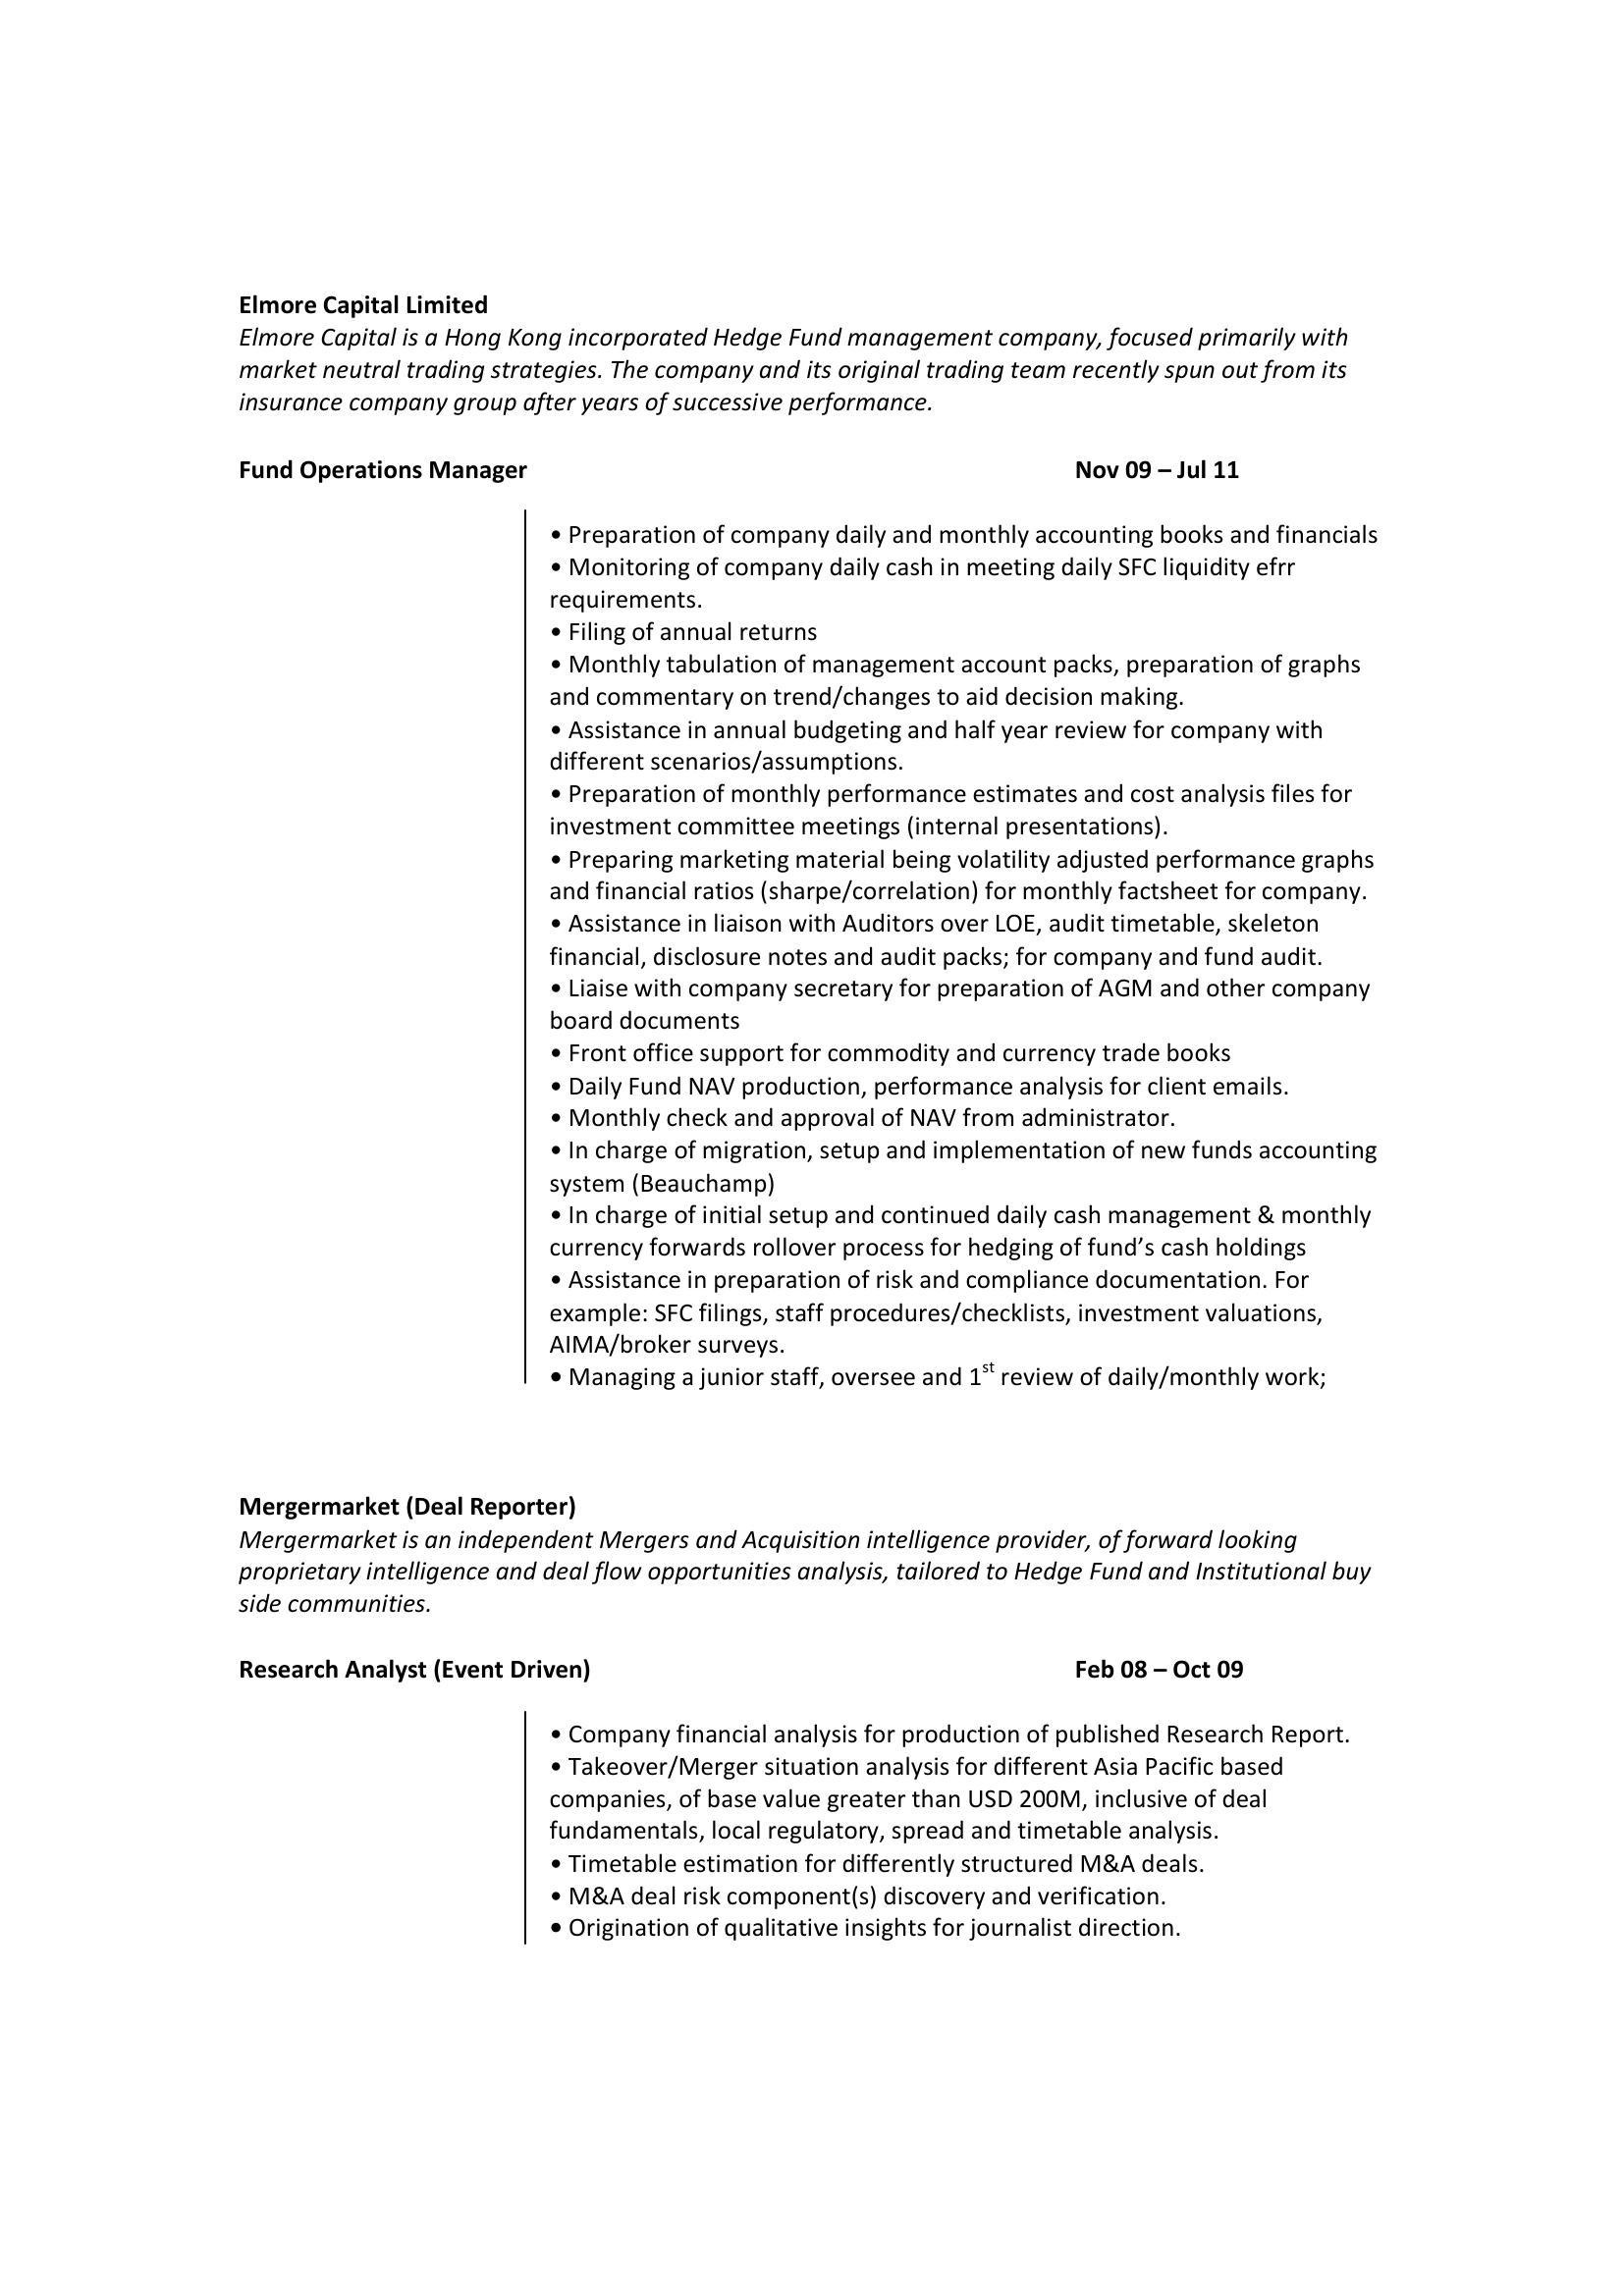 Elmore Capital Limited
Elmore Capital is a Hong Kong incorporated Hedge Fund management company, focused primarily with
market neutral trading strategies. The company and its original trading team recently spun out from its
insurance company group after years of successive performance.
Fund Operations Manager Nov 09 – Jul 11
• Preparation of company daily and monthly accounting books and financials
• Monitoring of company daily cash in meeting daily SFC liquidity efrr
requirements.
• Filing of annual returns
• Monthly tabulation of management account packs, preparation of graphs
and commentary on trend/changes to aid decision making.
• Assistance in annual budgeting and half year review for company with
different scenarios/assumptions.
• Preparation of monthly performance estimates and cost analysis files for
investment committee meetings (internal presentations).
• Preparing marketing material being volatility adjusted performance graphs
and financial ratios (sharpe/correlation) for monthly factsheet for company.
• Assistance in liaison with Auditors over LOE, audit timetable, skeleton
financial, disclosure notes and audit packs; for company and fund audit.
• Liaise with company secretary for preparation of AGM and other company
board documents
• Front office support for commodity and currency trade books
• Daily Fund NAV production, performance analysis for client emails.
• Monthly check and approval of NAV from administrator.
• In charge of migration, setup and implementation of new funds accounting
system (Beauchamp)
• In charge of initial setup and continued daily cash management & monthly
currency forwards rollover process for hedging of fund’s cash holdings
• Assistance in preparation of risk and compliance documentation. For
example: SFC filings, staff procedures/checklists, investment valuations,
AIMA/broker surveys.
• Managing a junior staff, oversee and 1st review of daily/monthly work;
Mergermarket (Deal Reporter)
Mergermarket is an independent Mergers and Acquisition intelligence provider, of forward looking
proprietary intelligence and deal flow opportunities analysis, tailored to Hedge Fund and Institutional buy
side communities.
Research Analyst (Event Driven) Feb 08 – Oct 09
• Company financial analysis for production of published Research Report.
• Takeover/Merger situation analysis for different Asia Pacific based
companies, of base value greater than USD 200M, inclusive of deal
fundamentals, local regulatory, spread and timetable analysis.
• Timetable estimation for differently structured M&A deals.
• M&A deal risk component(s) discovery and verification.
• Origination of qualitative insights for journalist direction.